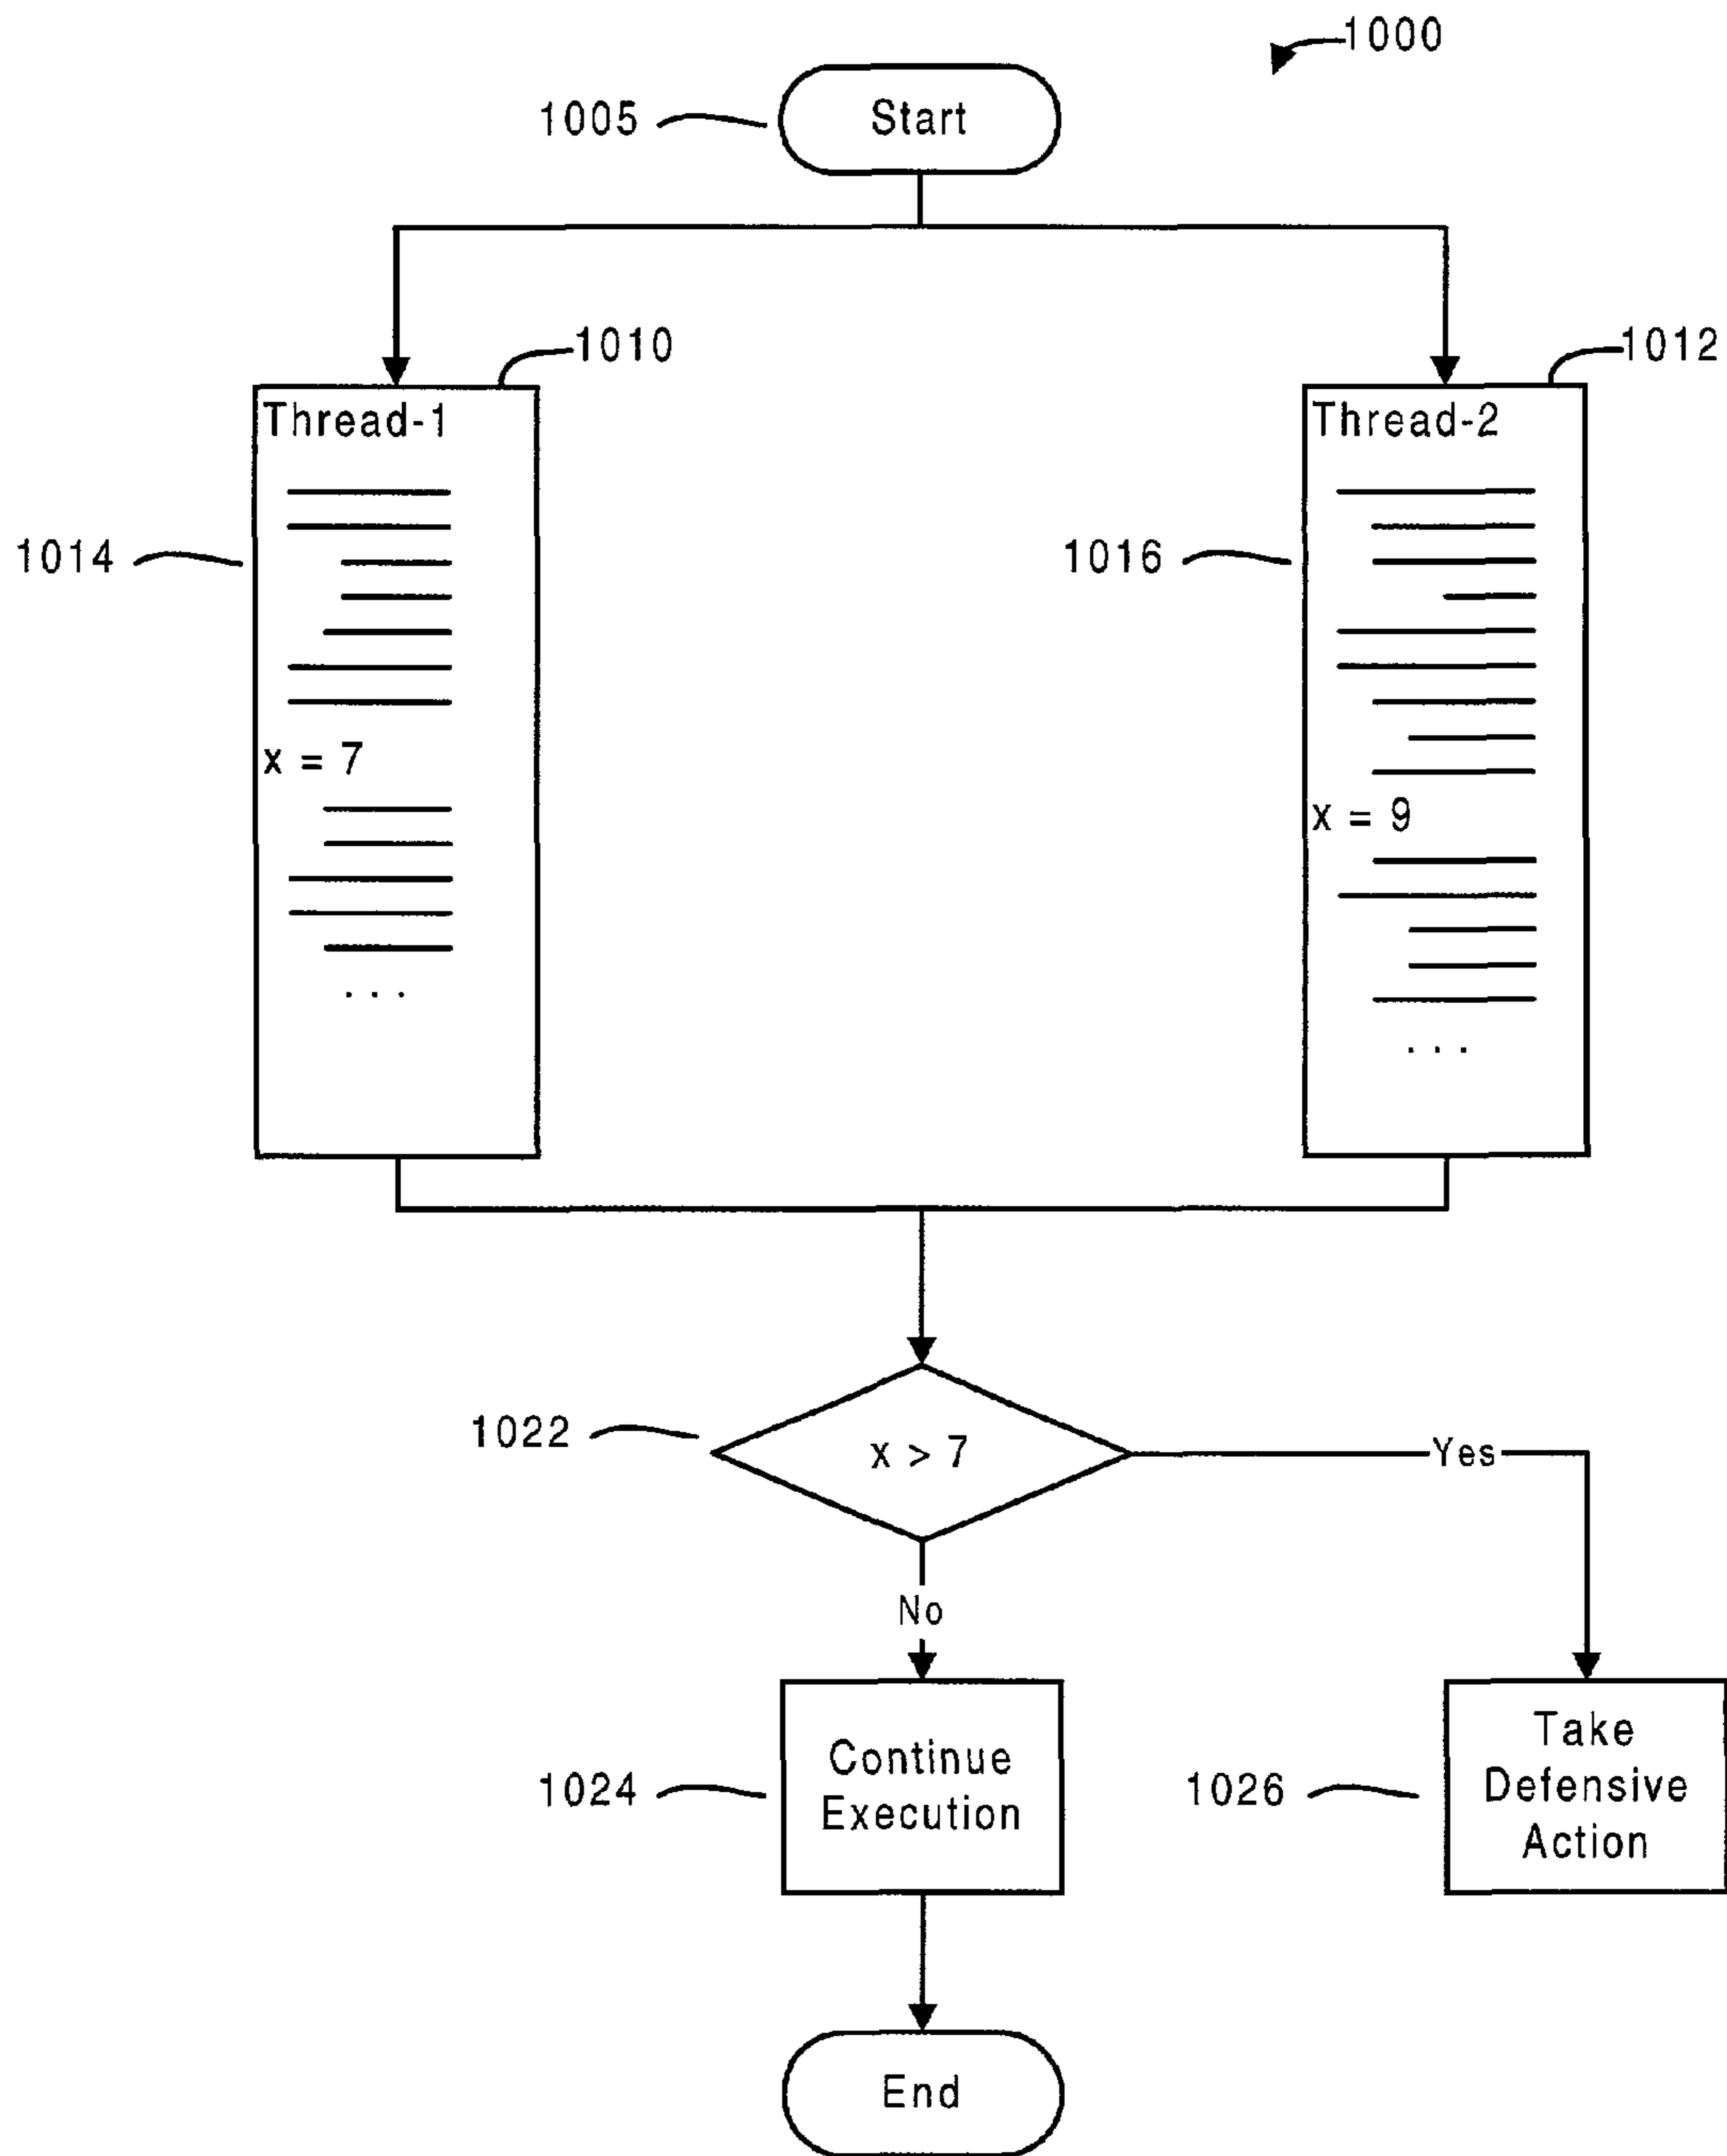 1000
1005
Start
1010
1012
Thread-1
Thread-2
1014
1016
x = 7
x = 9
. . .
. . .
1022
x > 7
Yes
No
1024
Continue
Execution
1026
Take
Defensive
Action
End